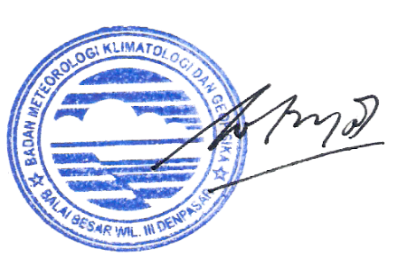 BADAN METEOROLOGI KLIMATOLOGI DAN GEOFISIKA
BALAI BESAR WIL. III DENPASAR